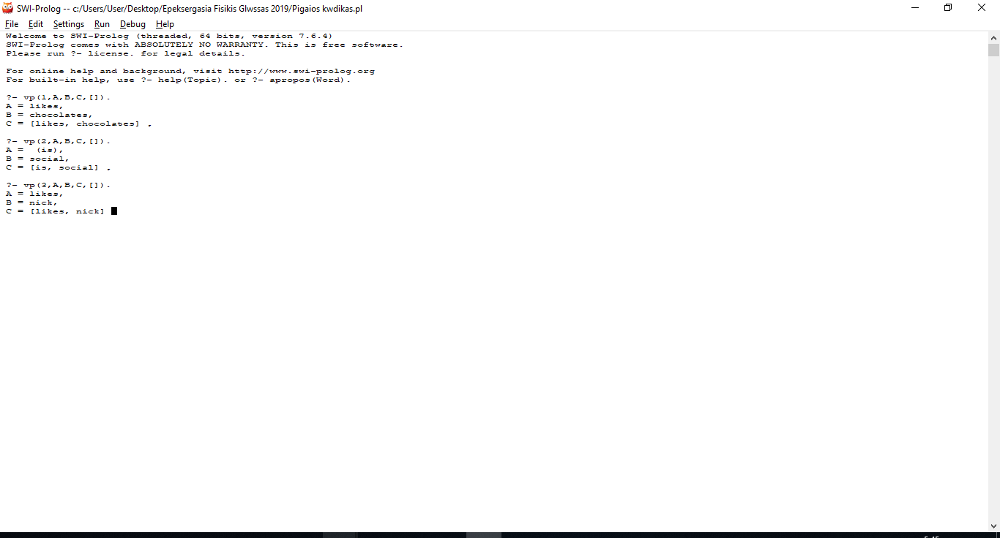 SWI-Prolog -- c:/Users/User/Desktop/Epeksergasia Fisikis Glwssas 2019/Pigaios kwdikas.pl
File Edit Settings Run Debug Help
Welcome to SWI-Prolog (threaded, 64 bits, version 7.6.4)
SWI-Prolog comes with ABSOLUTELY NO WARRANTY. This is free software.
Please run ?- license. for legal details.
For online help and background, visit http://www.swi-prolog.org
For built-in help, use ?- help(Topic). or ?- apropos(Word).
?- vp(1,A,B,C,[]).
A = likes,
B = chocolates,
C = [likes, chocolates] .
?- vp(2,A,B,C,[]).
A =  (is),
B = social,
C = [is, social] .
?- vp(3,A,B,C,[]).
A = likes,
B = nick,
C = [likes, nick]